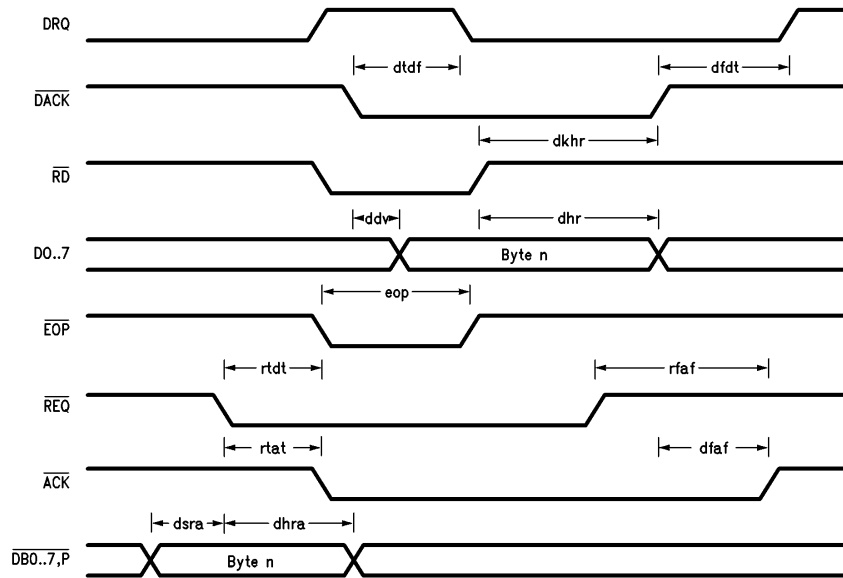 DRQ
dtdf
dfdt
DACK
dkhr
RD
ddv
dhr
D0..7
Byte n
eop
EOP
rtdt
rfaf
REQ
rtat
dfaf
ACK
dsra
dhra
DB0..7,P
Byte n